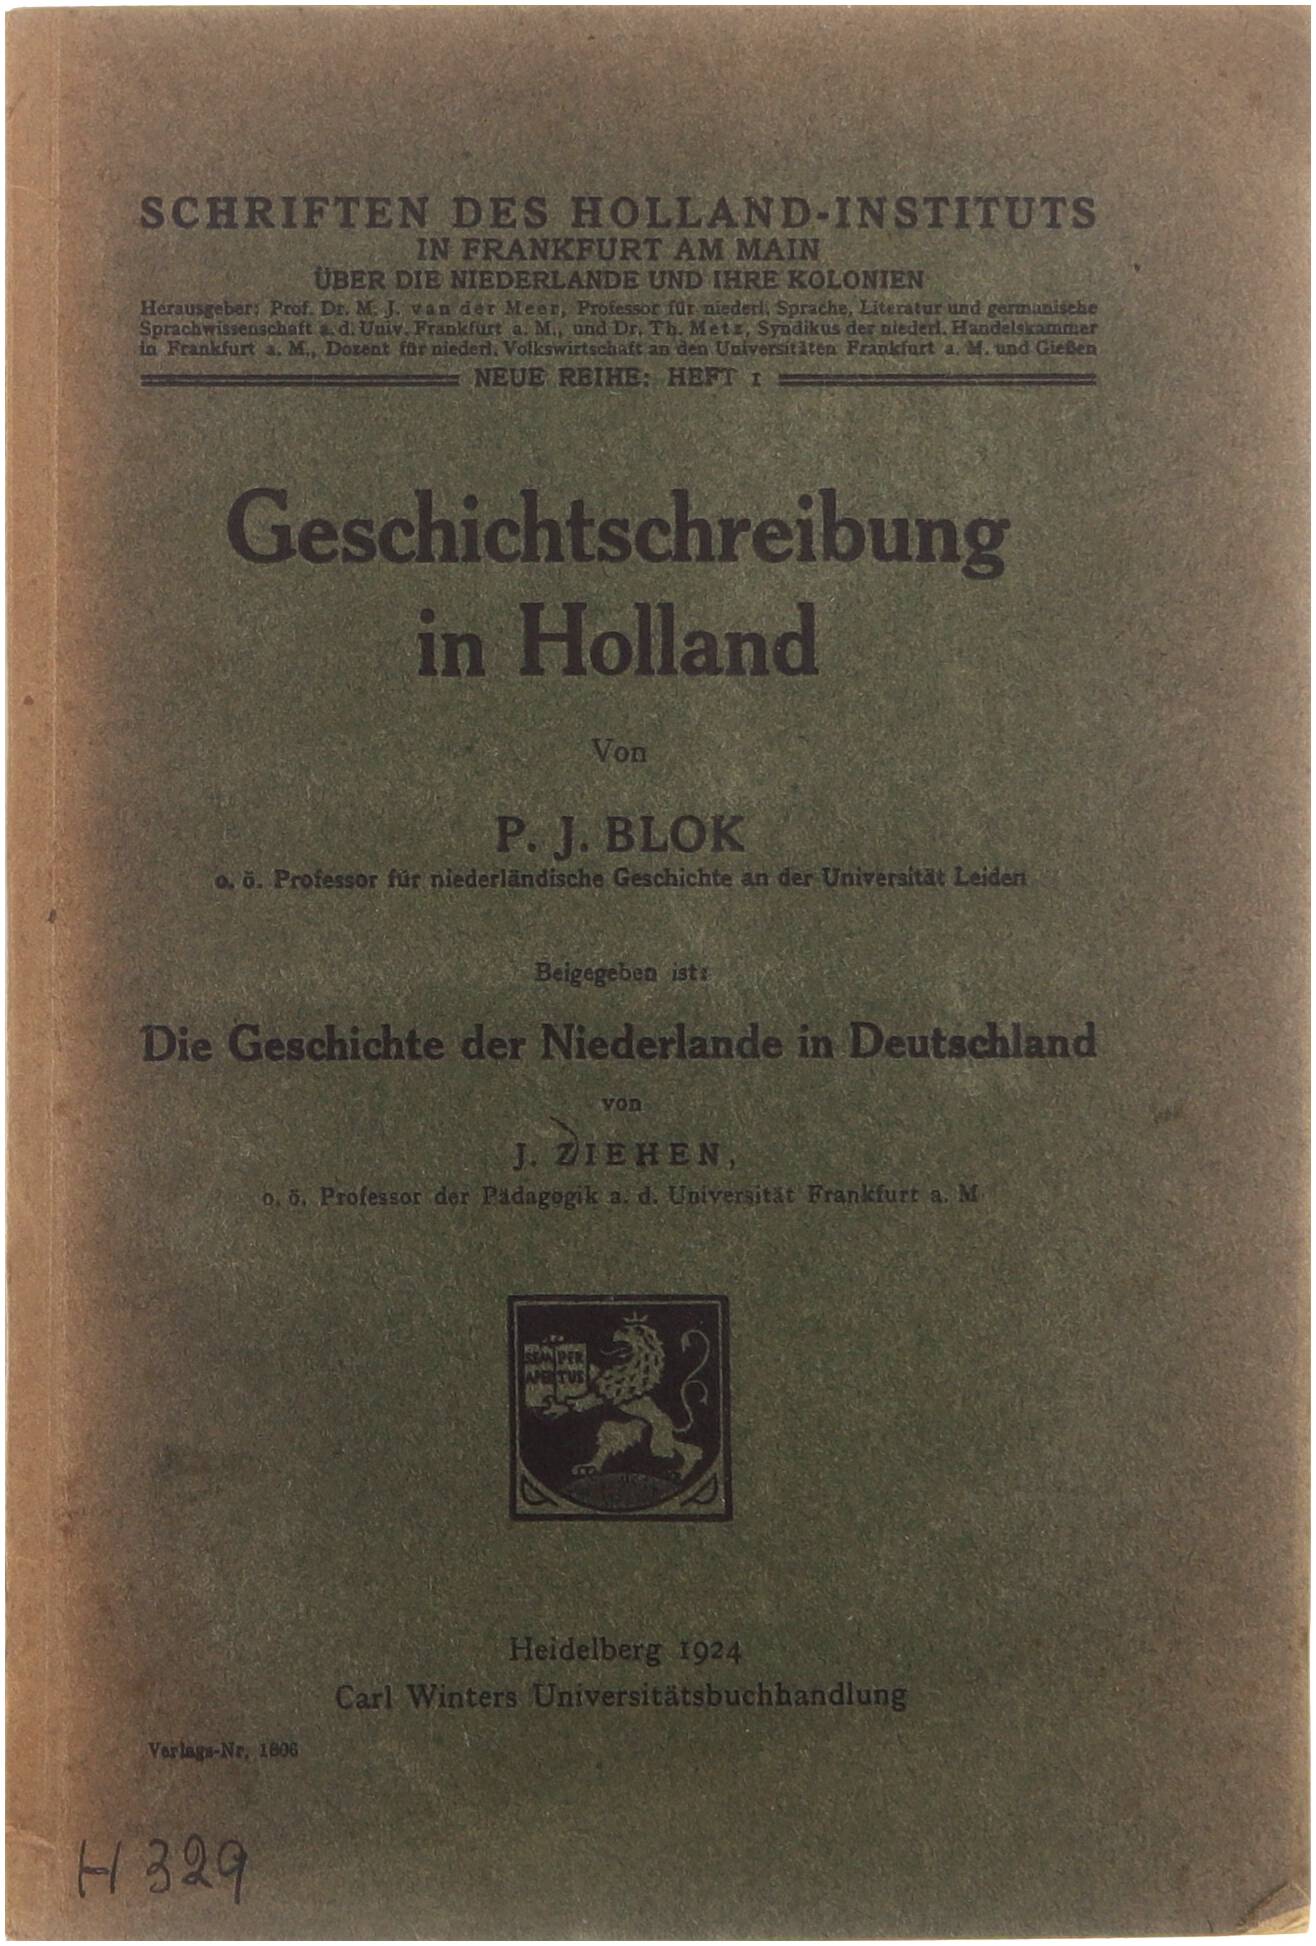 SCHRIFTEN DES HOLLAND-INSTITUTS
IN FRANKFURT AM MAIN
ÜBER DIE NIEDERLANDE UND IHRE KOLONIEN
Herausgeber: Prof. Dr. M. J. van der Meer, Professor für niederl. Sprache, Literatur und germanische
Sprachwissenschaft a. d. Univ. Frankfurt a. M., und Dr. Th. Metz, Syndikus der niederl. Handelskammer
in Frankfurt a. M., Dozent für niederl. Volkswirtschaft an den Universitäten Frankfurt a. M. und Gießen
NEUE REIHE: HEFT 1
Geschichtschreibung
in Holland
Von
P. J. BLOK
o. ö. Professor für niederländische Geschichte an der Universität Leiden
Beigegeben ist:
Die Geschichte der Niederlande in Deutschland
von
J. ZIEHEN,
o. ö. Professor der Pädagogik a. d. Universität Frankfurt a. M
SEMPER
APERTUS
Heidelberg 1924
Carl Winters Universitätsbuchhandlung
Verlags-Nr. 1806
H 329